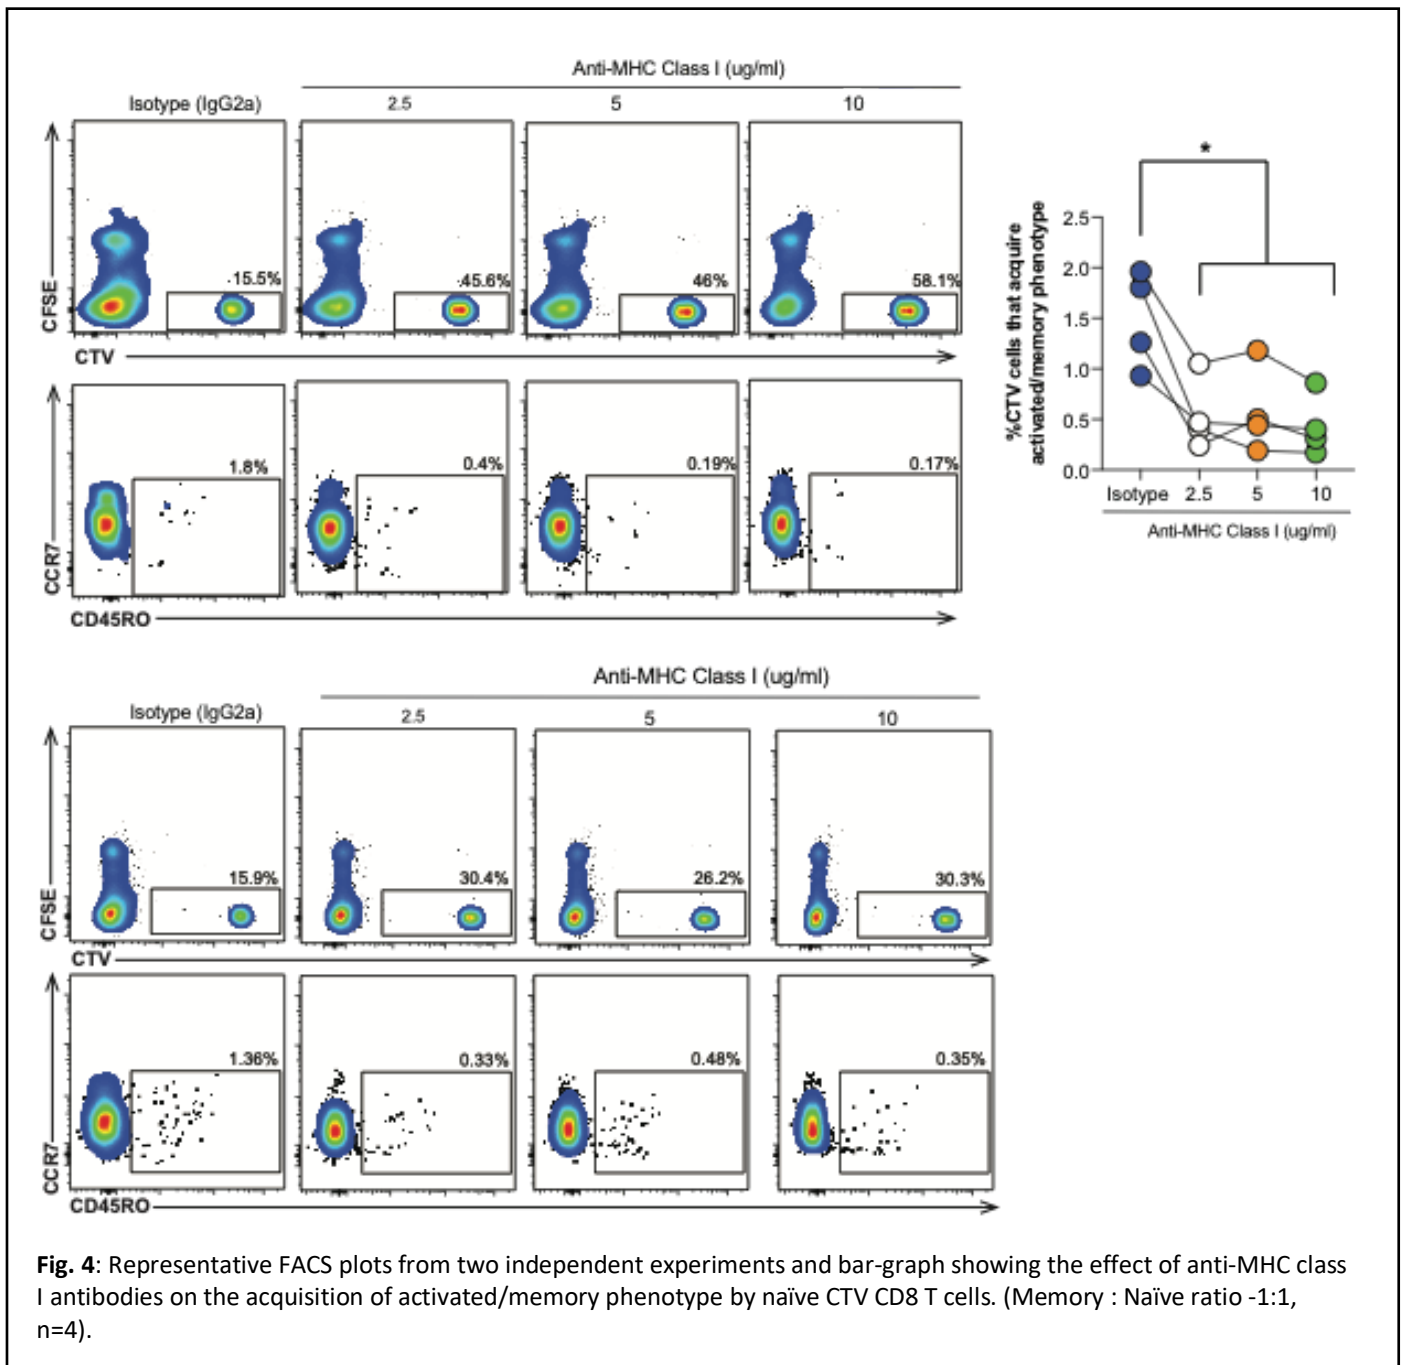 Anti-MHC Class I (ug/ml)
Isotype (IgG2a) 2.5 5 10
CFSE
15.5% 45.6% 46% 58.1%
CTV
CCR7
1.8% 0.4% 0.19% 0.17%
CD45RO
%CTV cells that acquire
activated/memory phenotype
*
2.5
2.0
1.5
1.0
0.5
0.0
Isotype 2.5 5 10
Anti-MHC Class I (ug/ml)
Anti-MHC Class I (ug/ml)
Isotype (IgG2a) 2.5 5 10
CFSE
15.9% 30.4% 26.2% 30.3%
CTV
CCR7
1.36% 0.33% 0.48% 0.35%
CD45RO
Fig. 4: Representative FACS plots from two independent experiments and bar-graph showing the effect of anti-MHC class
I antibodies on the acquisition of activated/memory phenotype by naïve CTV CD8 T cells. (Memory : Naïve ratio -1:1,
n=4).